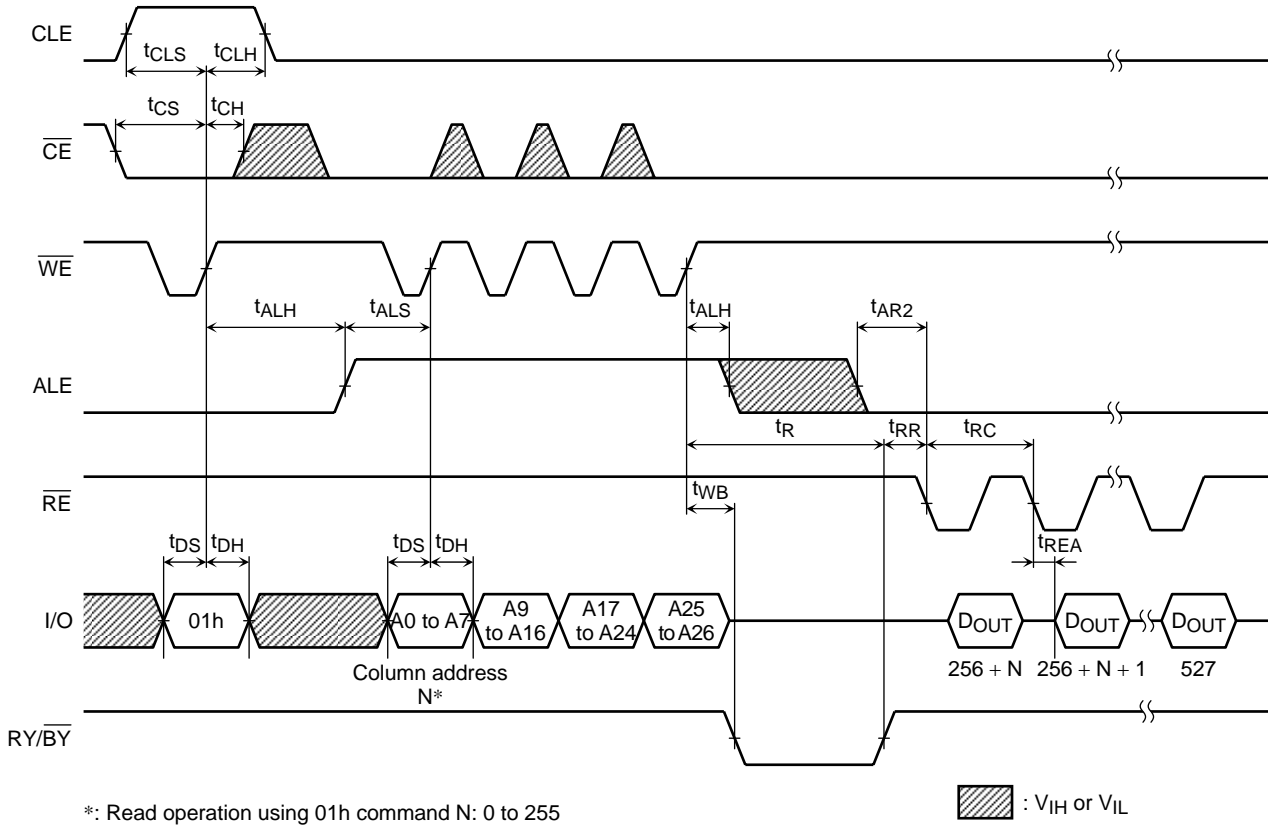 CLE
tCLS tCLH
tCS tCH
CE
WE
tALH tALS tALH tAR2
ALE
tR tRR tRC
RE
tWB
tDS tDH tDS tDH tREA
I/O
01h
A0 to A7
A9
to A16
A17
to A24
A25
to A26
DOUT DOUT DOUT
256 + N 256 + N + 1 527
Column address
N*
RY/BY
*: Read operation using 01h command N: 0 to 255
: VIH or VIL